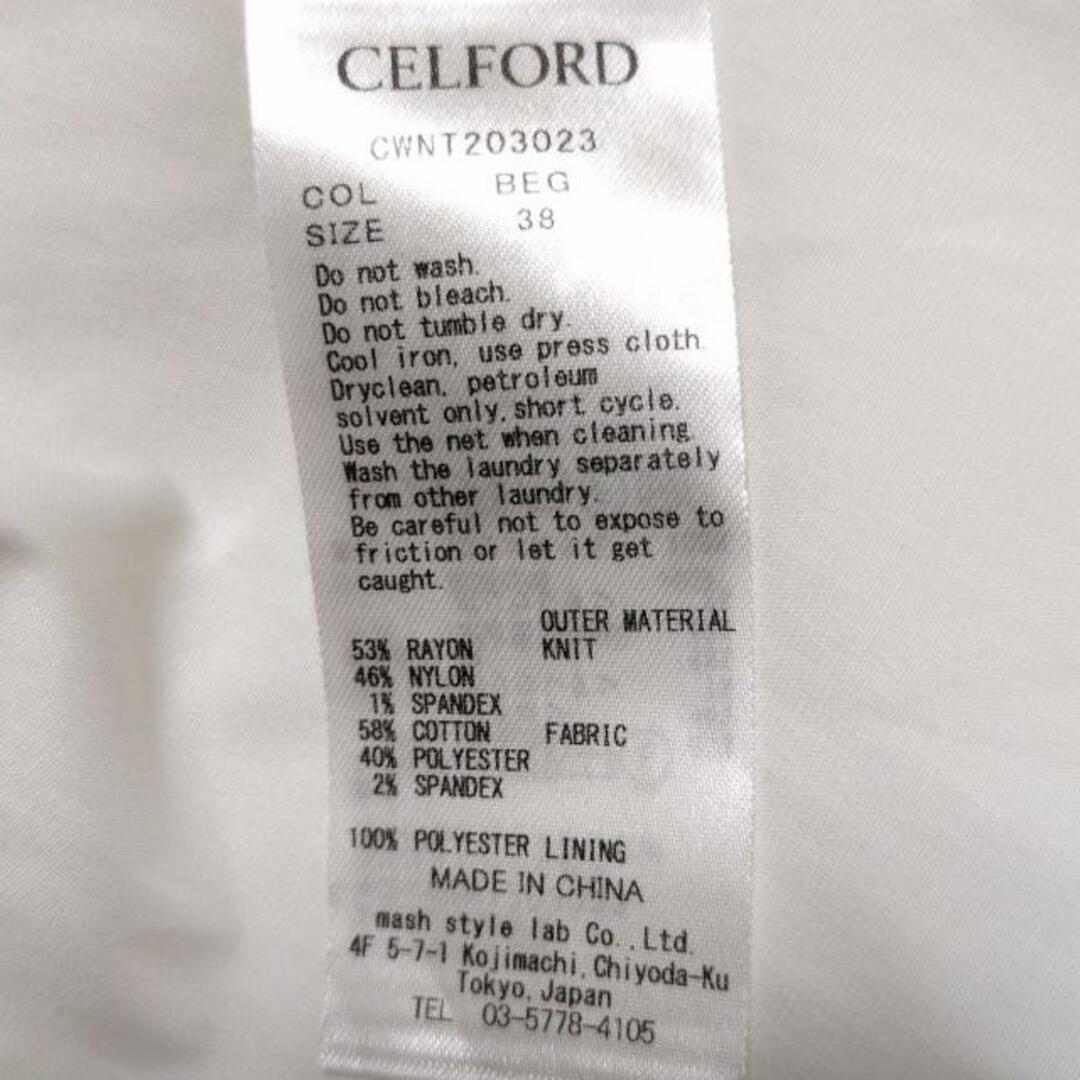 CELFORD
CWNT203023
COL BEG
SIZE 38
Do not wash.
Do not bleach.
Do not tumble dry.
Cool iron, use press cloth.
Dryclean, petroleum
solvent only, short cycle.
Use the net when cleaning.
Wash the laundry separately
from other laundry.
Be careful not to expose to
friction or let it get
caught.
OUTER MATERIAL
53% RAYON KNIT
46% NYLON
1% SPANDEX
58% COTTON FABRIC
40% POLYESTER
2% SPANDEX
100% POLYESTER LINING
MADE IN CHINA
mash style lab Co.,Ltd.
4F 5-7-1 Kojimachi,Chiyoda-Ku
Tokyo,Japan
TEL 03-5778-4105